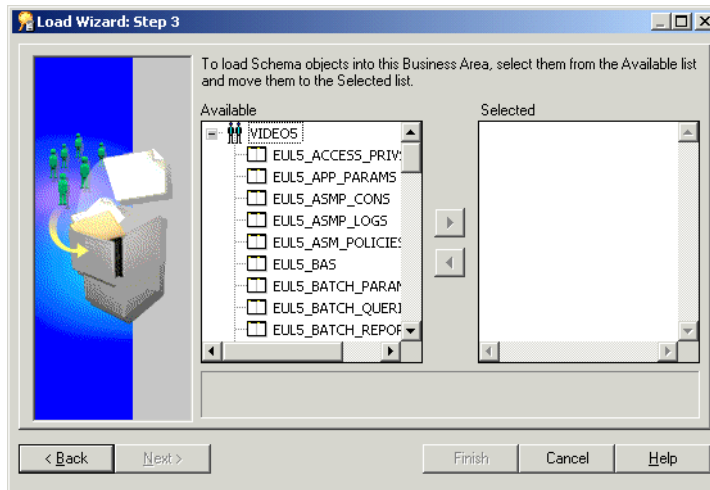 Load Wizard: Step 3
To load Schema objects into this Business Area, select them from the Available list
and move them to the Selected list.
Available
Selected
VIDEO5
EUL5_ACCESS_PRIV
EUL5_APP_PARAMS
EUL5_ASMP_CONS
EUL5_ASMP_LOGS
EUL5_ASM_POLICIES
EUL5_BAS
EUL5_BATCH_PARAM
EUL5_BATCH_QUERI
EUL5_BATCH_REPOR
< Back
Next >
Finish
Cancel
Help